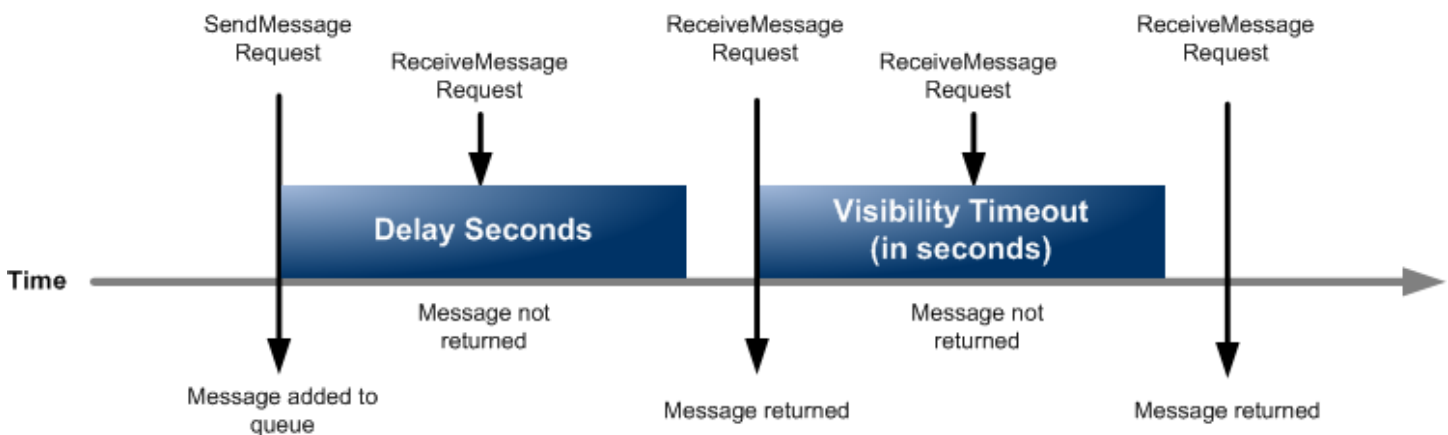 SendMessage
Request
ReceiveMessage
Request
ReceiveMessage
Request
ReceiveMessage
Request
ReceiveMessage
Request
Delay Seconds
Visibility Timeout
(in seconds)
Time
Message not
returned
Message not
returned
Message added to
queue
Message returned
Message returned